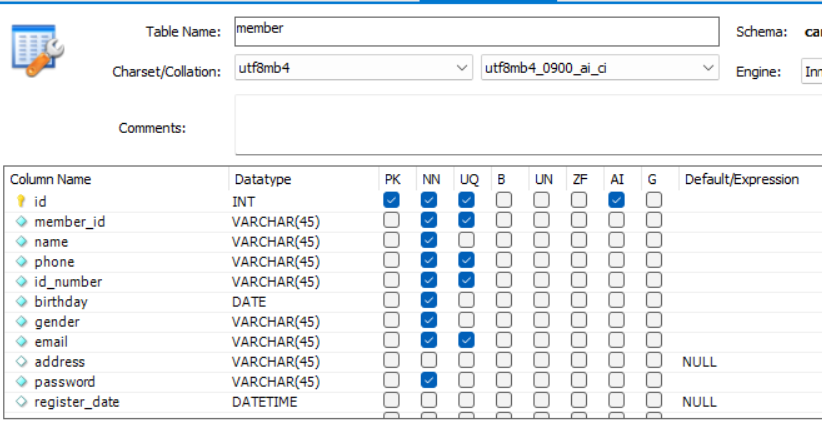 Table Name: member Schema: car
Charset/Collation: utf8mb4 utf8mb4_0900_ai_ci Engine: Inn
Comments:
Column Name Datatype PK NN UQ B UN ZF AI G Default/Expression
id INT
member_id VARCHAR(45)
name VARCHAR(45)
phone VARCHAR(45)
id_number VARCHAR(45)
birthday DATE
gender VARCHAR(45)
email VARCHAR(45)
address VARCHAR(45) NULL
password VARCHAR(45)
register_date DATETIME NULL